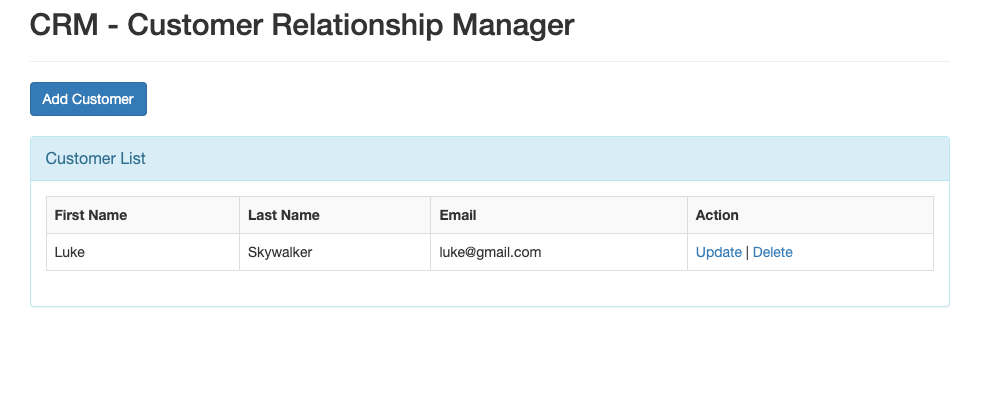 CRM - Customer Relationship Manager
Add Customer
Customer List
First Name Last Name Email Action
Luke Skywalker luke@gmail.com Update | Delete